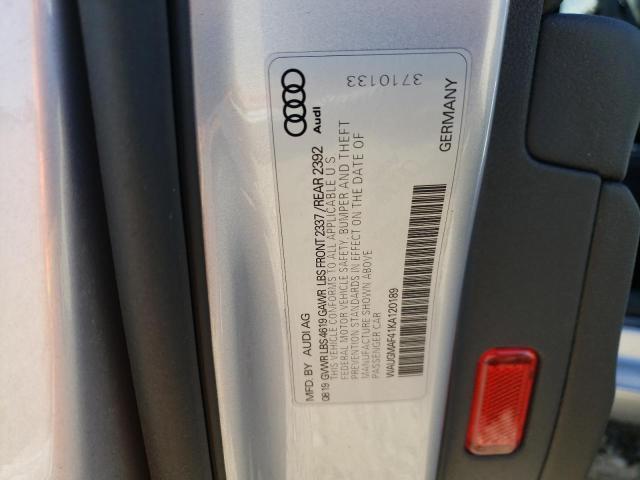 Audi
3710133
MFD. BY AUDI AG
08 19 GVWR LBS 4619 GAWR LBS FRONT 2337 / REAR 2392
THIS VEHICLE CONFORMS TO ALL APPLICABLE U S
FEDERAL MOTOR VEHICLE SAFETY, BUMPER AND THEFT
PREVENTION STANDARDS IN EFFECT ON THE DATE OF
MANUFACTURE SHOWN ABOVE
PASSENGER CAR
WAUGMAF41KA120189
GERMANY